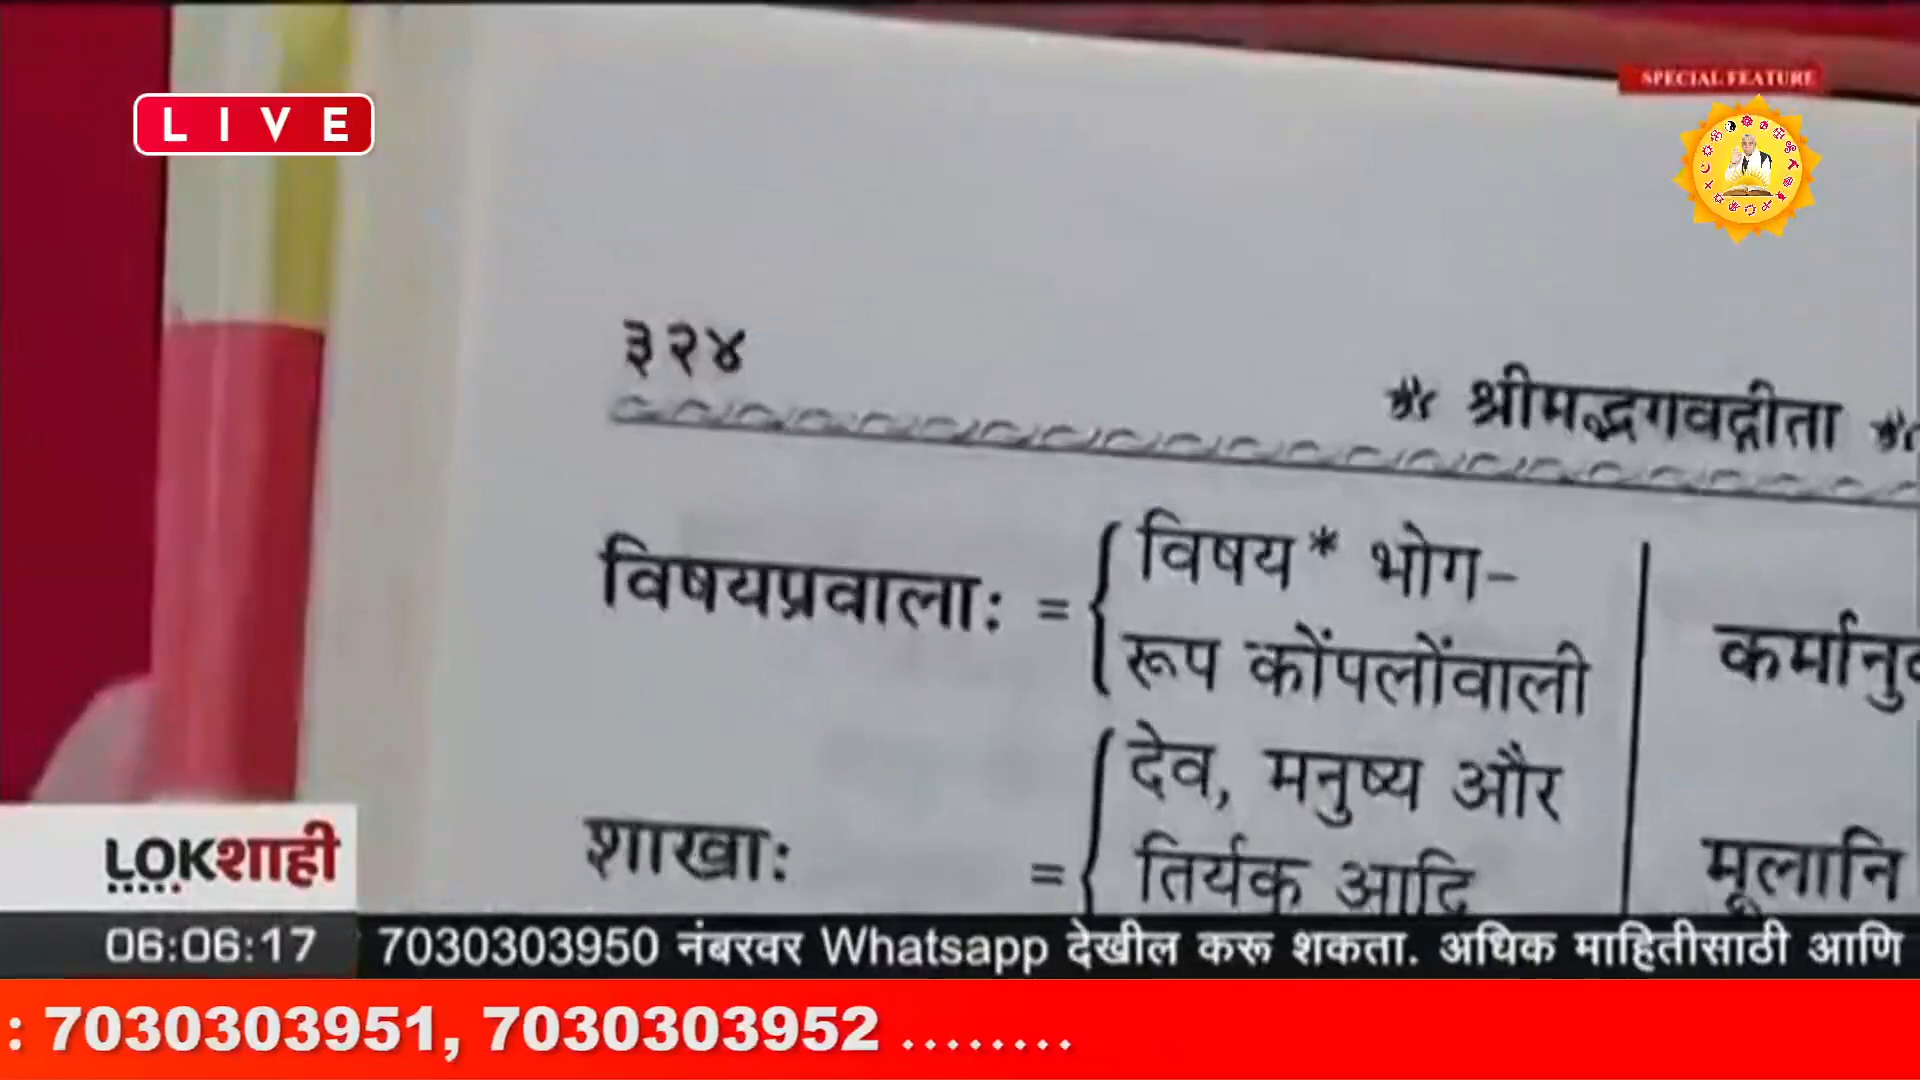 SPECIAL FEATURE
LIVE
३२४
* श्रीमद्भगवद्गीता *
विषयप्रवालाः = { विषय* भोग-
रूप कोंपलोंवाली
शाखाः = { देव, मनुष्य और
तिर्यक् आदि
मूलानि
LOKशाही
06:06:17
7030303950 नंबरवर Whatsapp देखील करू शकता. अधिक माहितीसाठी आणि
: 7030303951, 7030303952 ........